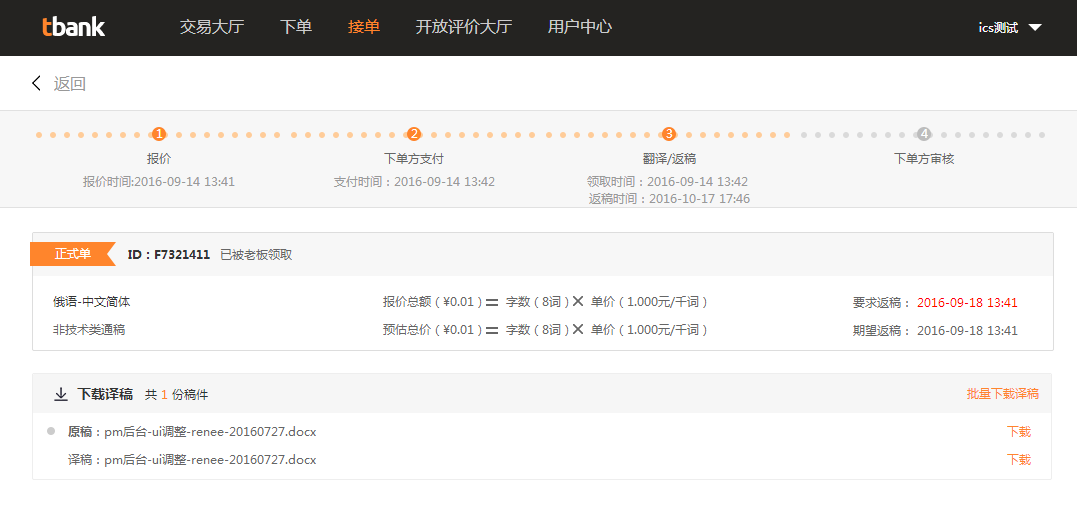 tbank 交易大厅 下单 接单 开放评价大厅 用户中心 ics测试
返回
1 2 3 4
报价 下单方支付 翻译/返稿 下单方审核
报价时间:2016-09-14 13:41 支付时间：2016-09-14 13:42 领取时间：2016-09-14 13:42
返稿时间：2016-10-17 17:46
正式单 ID：F7321411 已被老板领取
俄语-中文简体 报价总额（¥0.01）= 字数（8词）× 单价（1.000元/千词） 要求返稿： 2016-09-18 13:41
非技术类通稿 预估总价（¥0.01）= 字数（8词）× 单价（1.000元/千词） 期望返稿： 2016-09-18 13:41
下载译稿 共 1 份稿件 批量下载译稿
原稿：pm后台-ui调整-renee-20160727.docx 下载
译稿：pm后台-ui调整-renee-20160727.docx 下载